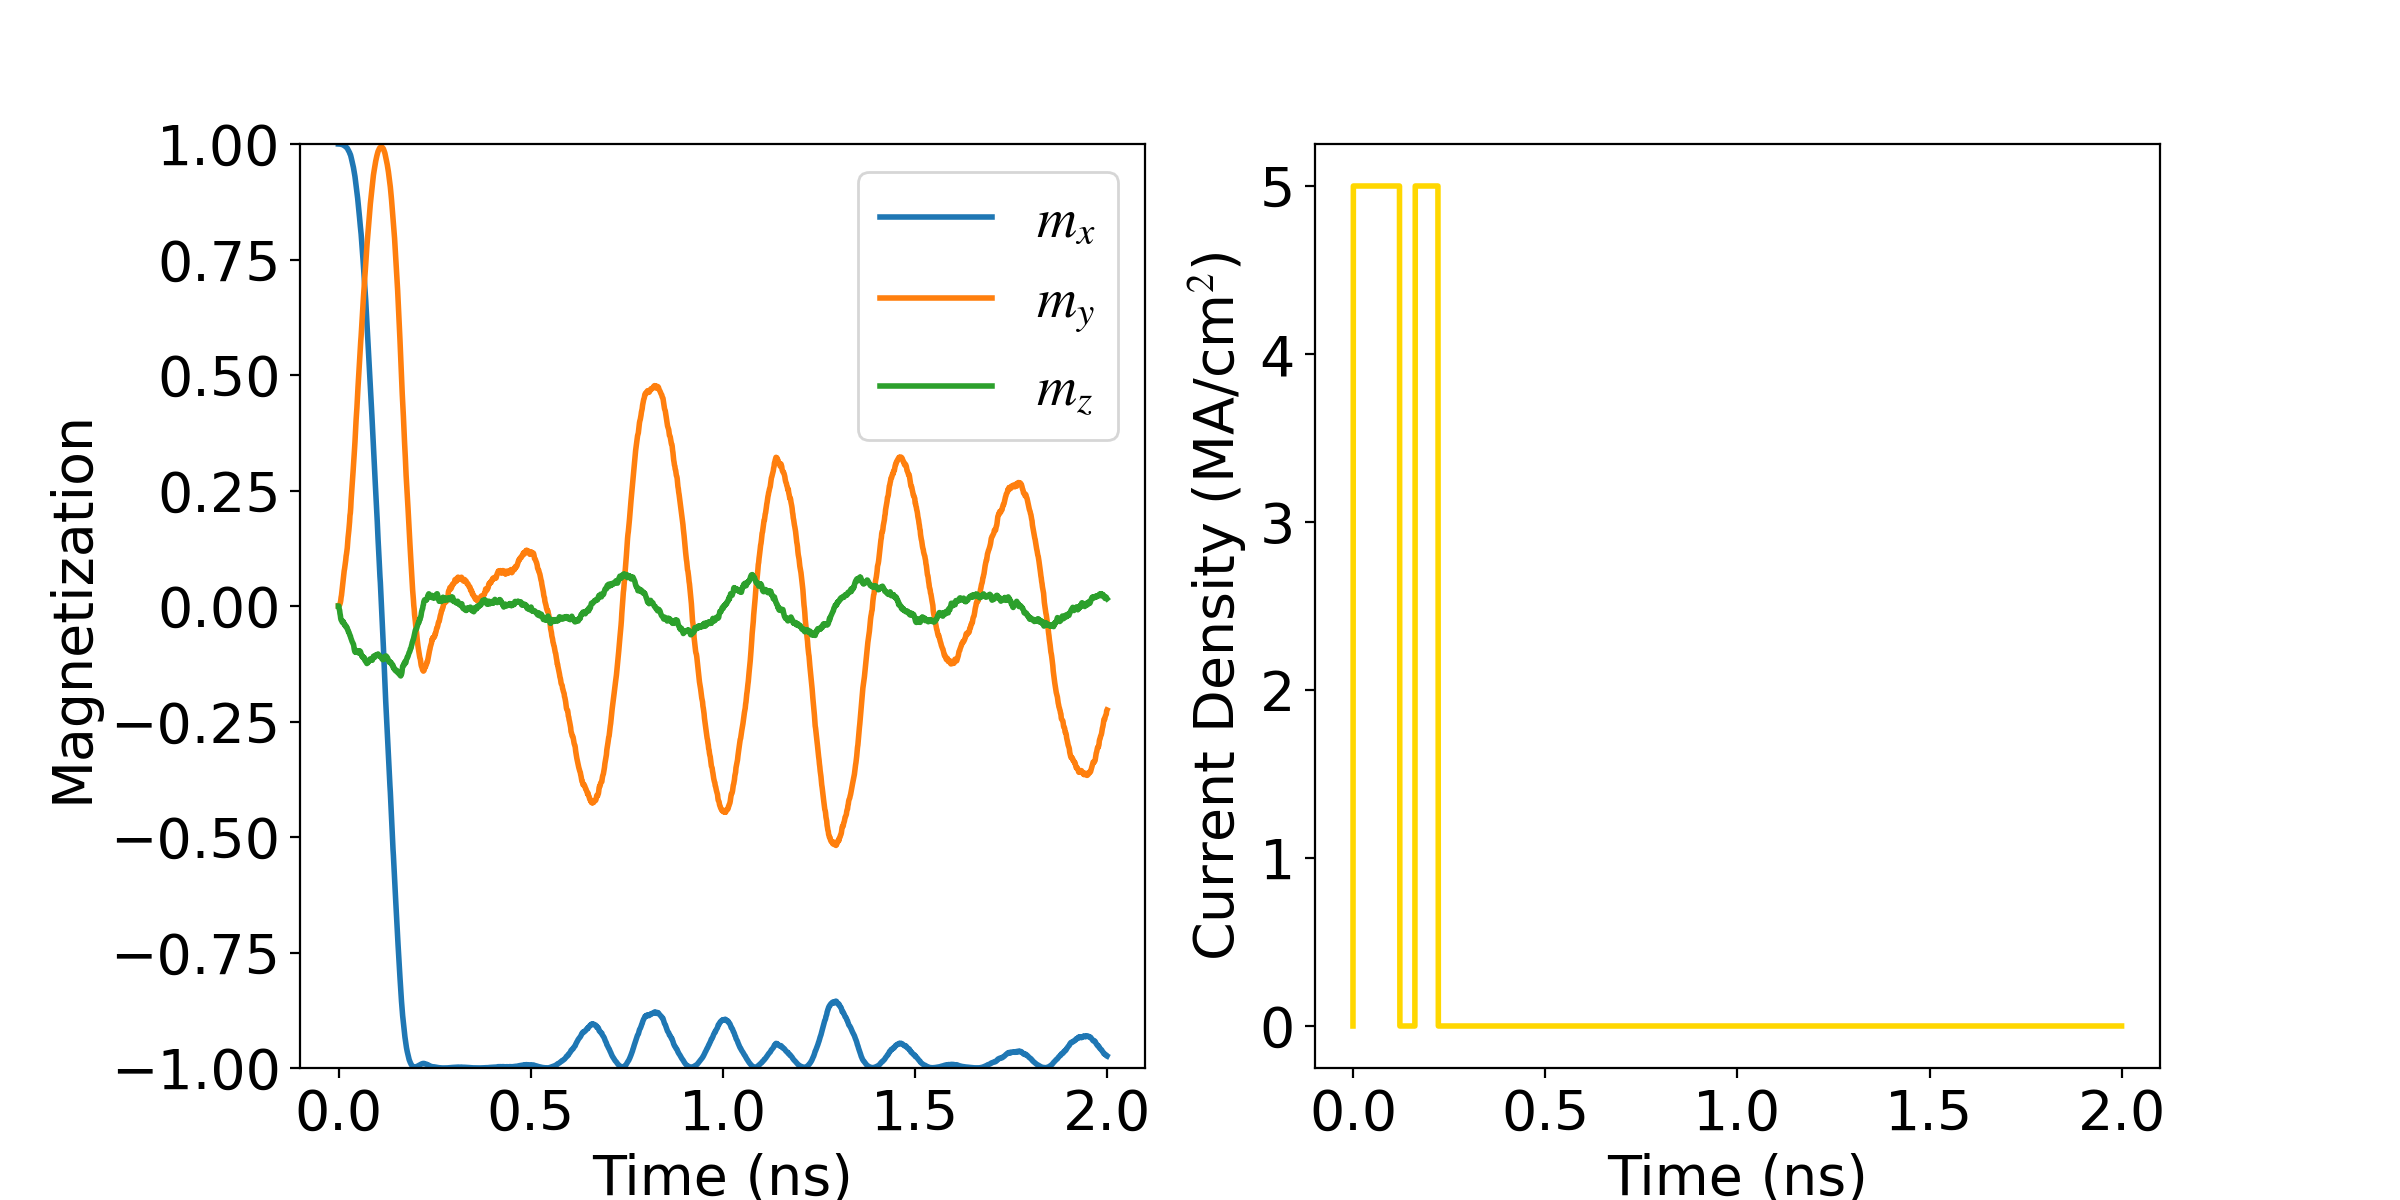 Magnetization
1.00
0.75
0.50
0.25
0.00
−0.25
−0.50
−0.75
−1.00
0.0 0.5 1.0 1.5 2.0
Time (ns)
m_x
m_y
m_z
Current Density (MA/cm²)
5
4
3
2
1
0
0.0 0.5 1.0 1.5 2.0
Time (ns)